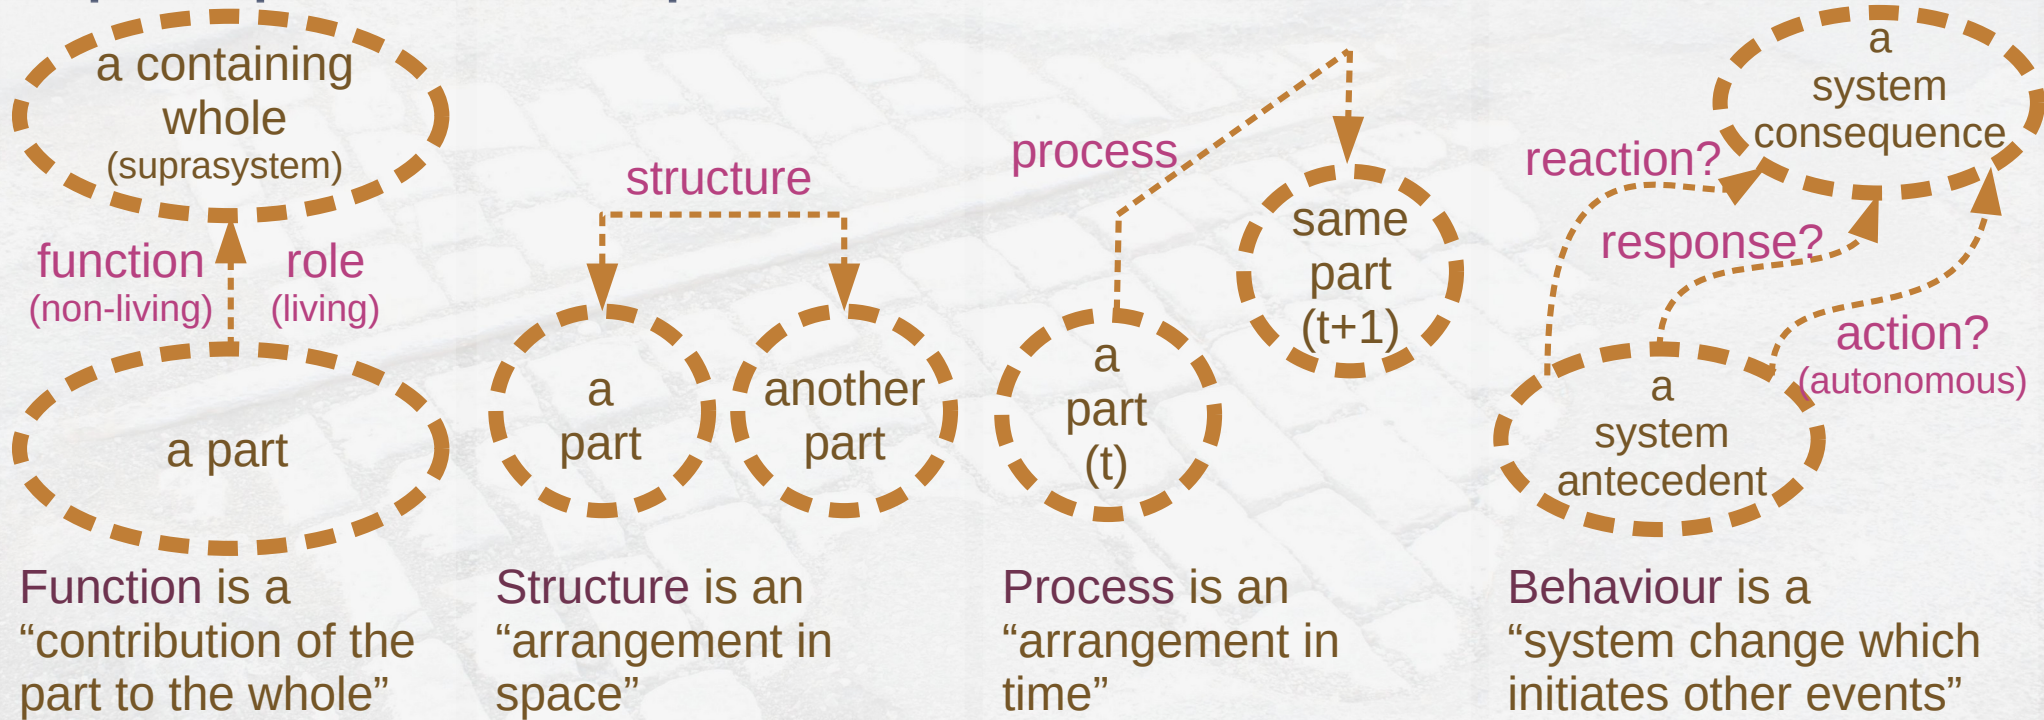 a containing
whole
(suprasystem)
function
(non-living)
role
(living)
a part
Function is a
“contribution of the
part to the whole”
structure
a
part
another
part
Structure is an
“arrangement in
space”
process
a
part
(t)
same
part
(t+1)
Process is an
“arrangement in
time”
a
system
consequence
reaction?
response?
action?
(autonomous)
a
system
antecedent
Behaviour is a
“system change which
initiates other events”